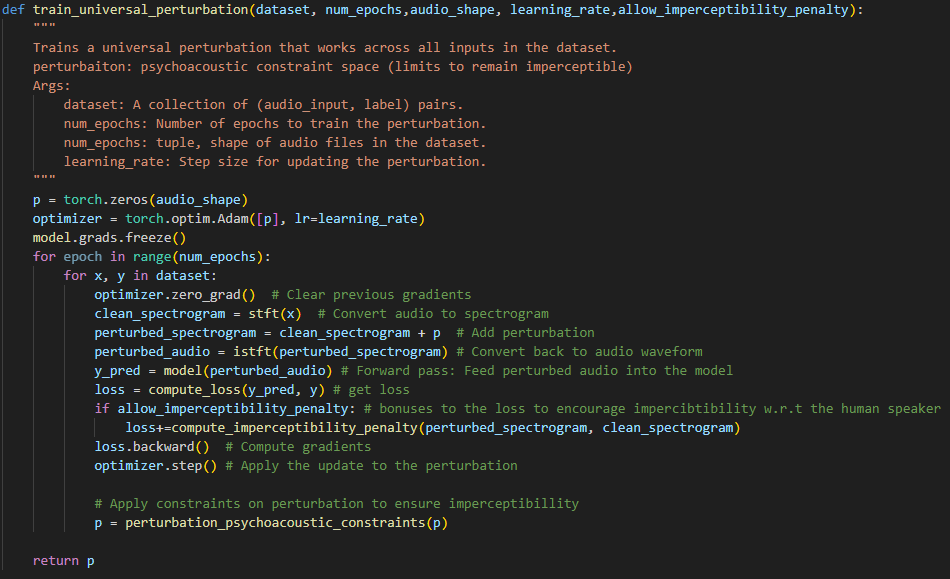 def train_universal_perturbation(dataset, num_epochs,audio_shape, learning_rate,allow_imperceptibility_penalty):
    """
    Trains a universal perturbation that works across all inputs in the dataset.
    perturbaiton: psychoacoustic constraint space (limits to remain imperceptible)
    Args:
        dataset: A collection of (audio_input, label) pairs.
        num_epochs: Number of epochs to train the perturbation.
        num_epochs: tuple, shape of audio files in the dataset.
        learning_rate: Step size for updating the perturbation.
    """
    p = torch.zeros(audio_shape)
    optimizer = torch.optim.Adam([p], lr=learning_rate)
    model.grads.freeze()
    for epoch in range(num_epochs):
        for x, y in dataset:
            optimizer.zero_grad()  # Clear previous gradients
            clean_spectrogram = stft(x)  # Convert audio to spectrogram
            perturbed_spectrogram = clean_spectrogram + p  # Add perturbation
            perturbed_audio = istft(perturbed_spectrogram) # Convert back to audio waveform
            y_pred = model(perturbed_audio) # Forward pass: Feed perturbed audio into the model
            loss = compute_loss(y_pred, y) # get loss
            if allow_imperceptibility_penalty: # bonuses to the loss to encourage impercibtibility w.r.t the human speaker
                loss+=compute_imperceptibility_penalty(perturbed_spectrogram, clean_spectrogram)
            loss.backward()  # Compute gradients
            optimizer.step() # Apply the update to the perturbation

            # Apply constraints on perturbation to ensure imperceptibillity
            p = perturbation_psychoacoustic_constraints(p)

    return p